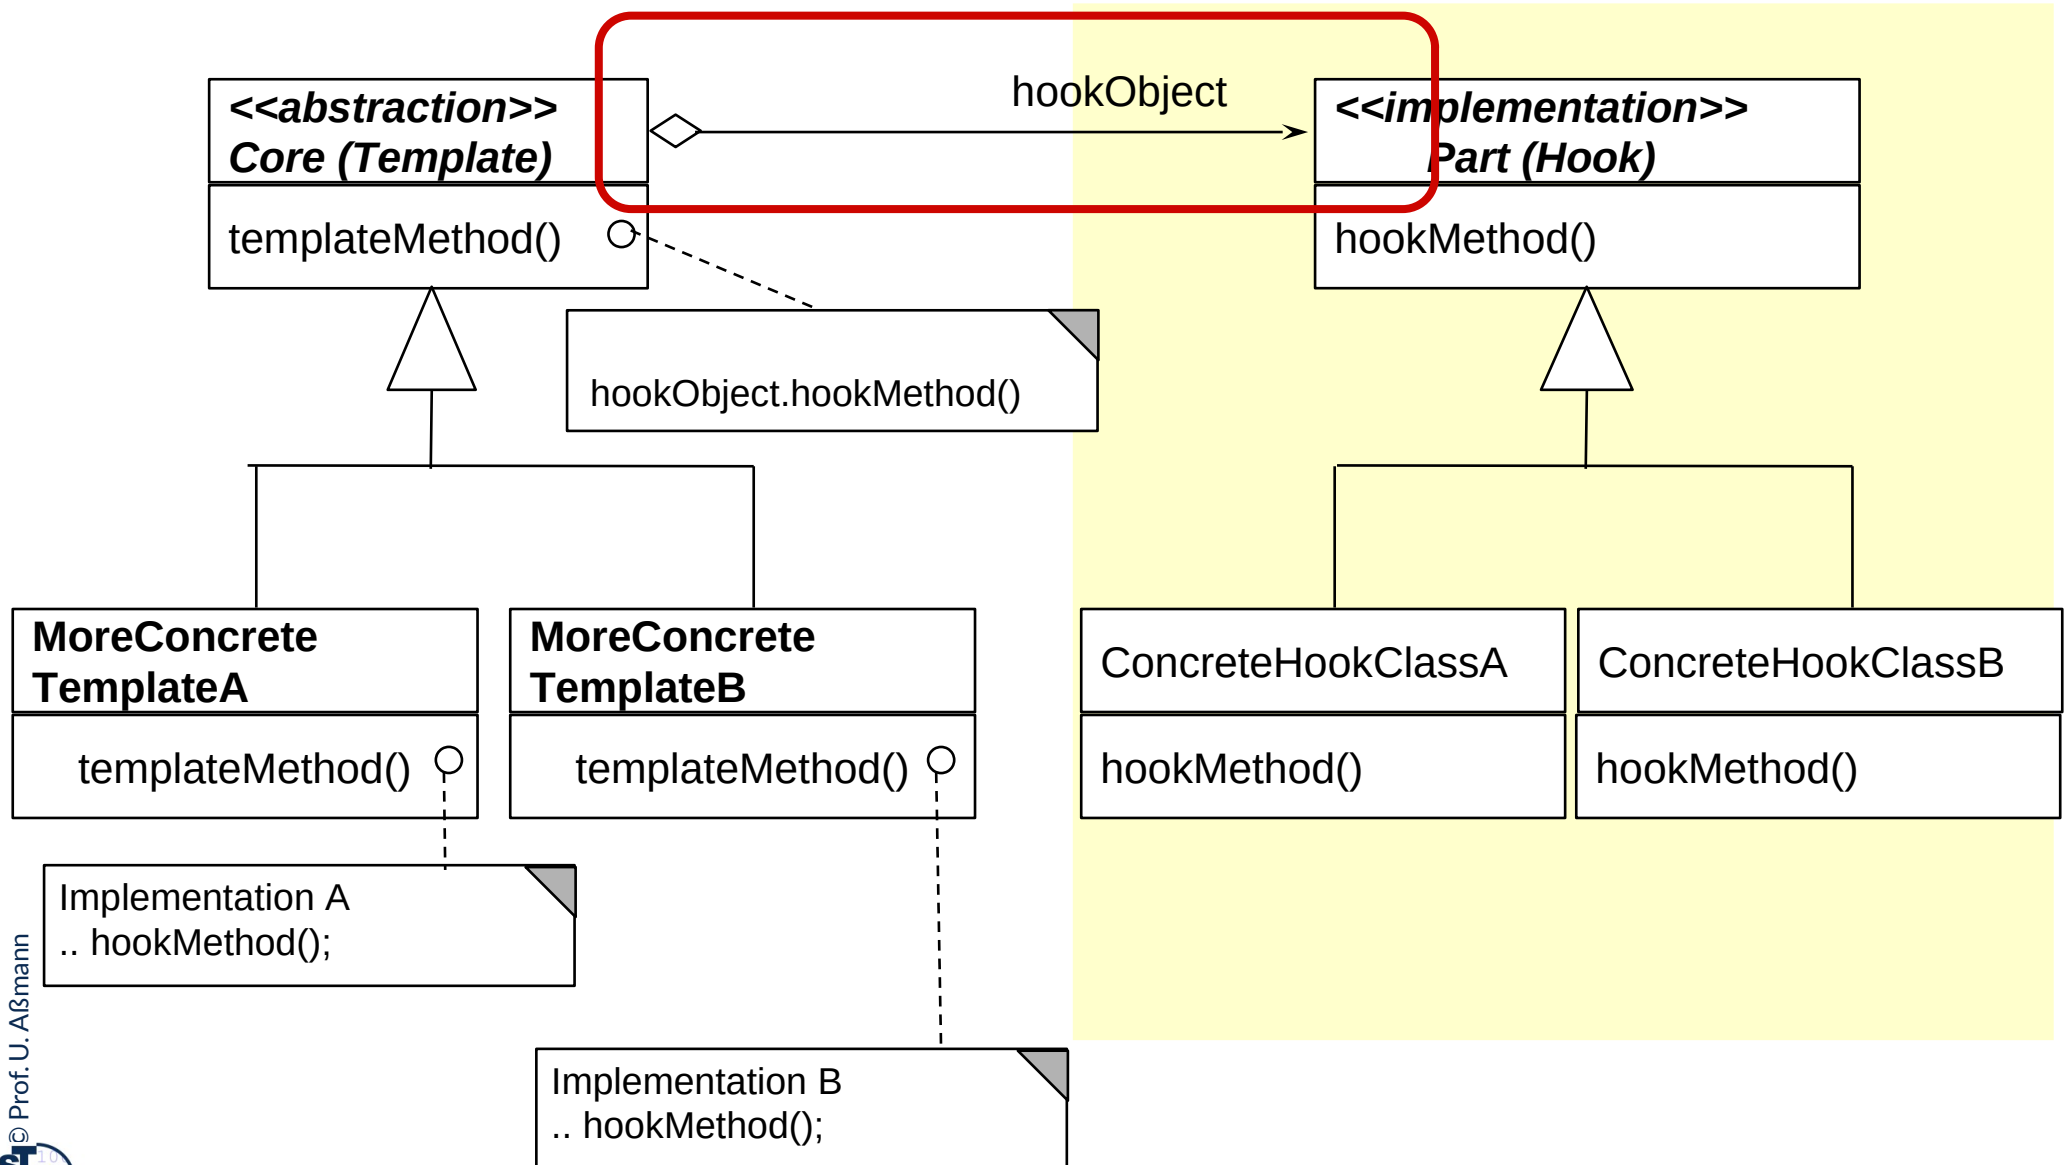 hookObject
<<abstraction>>
Core (Template)
<<implementation>>
Part (Hook)
templateMethod()
hookMethod()
hookObject.hookMethod()
MoreConcrete
TemplateA
MoreConcrete
TemplateB
ConcreteHookClassA
ConcreteHookClassB
templateMethod()
templateMethod()
hookMethod()
hookMethod()
Implementation A
.. hookMethod();
Implementation B
.. hookMethod();
© Prof. U. Aßmann